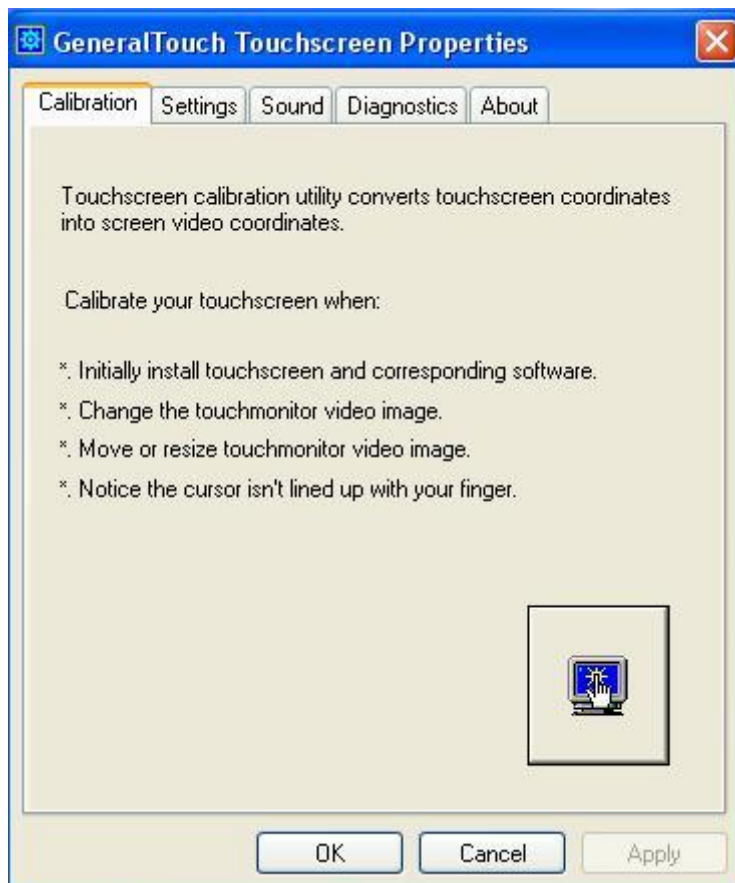 GeneralTouch Touchscreen Properties
Calibration Settings Sound Diagnostics About
Touchscreen calibration utility converts touchscreen coordinates
into screen video coordinates.
Calibrate your touchscreen when:
*. Initially install touchscreen and corresponding software.
*. Change the touchmonitor video image.
*. Move or resize touchmonitor video image.
*. Notice the cursor isn't lined up with your finger.
OK Cancel Apply